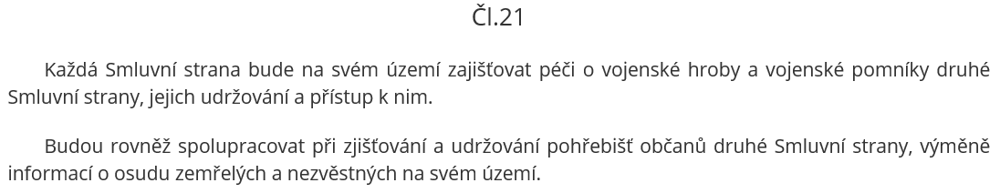 Čl.21
Každá Smluvní strana bude na svém území zajišťovat péči o vojenské hroby a vojenské pomníky druhé
Smluvní strany, jejich udržování a přístup k nim.
Budou rovněž spolupracovat při zjišťování a udržování pohřebišť občanů druhé Smluvní strany, výměně
informací o osudu zemřelých a nezvěstných na svém území.